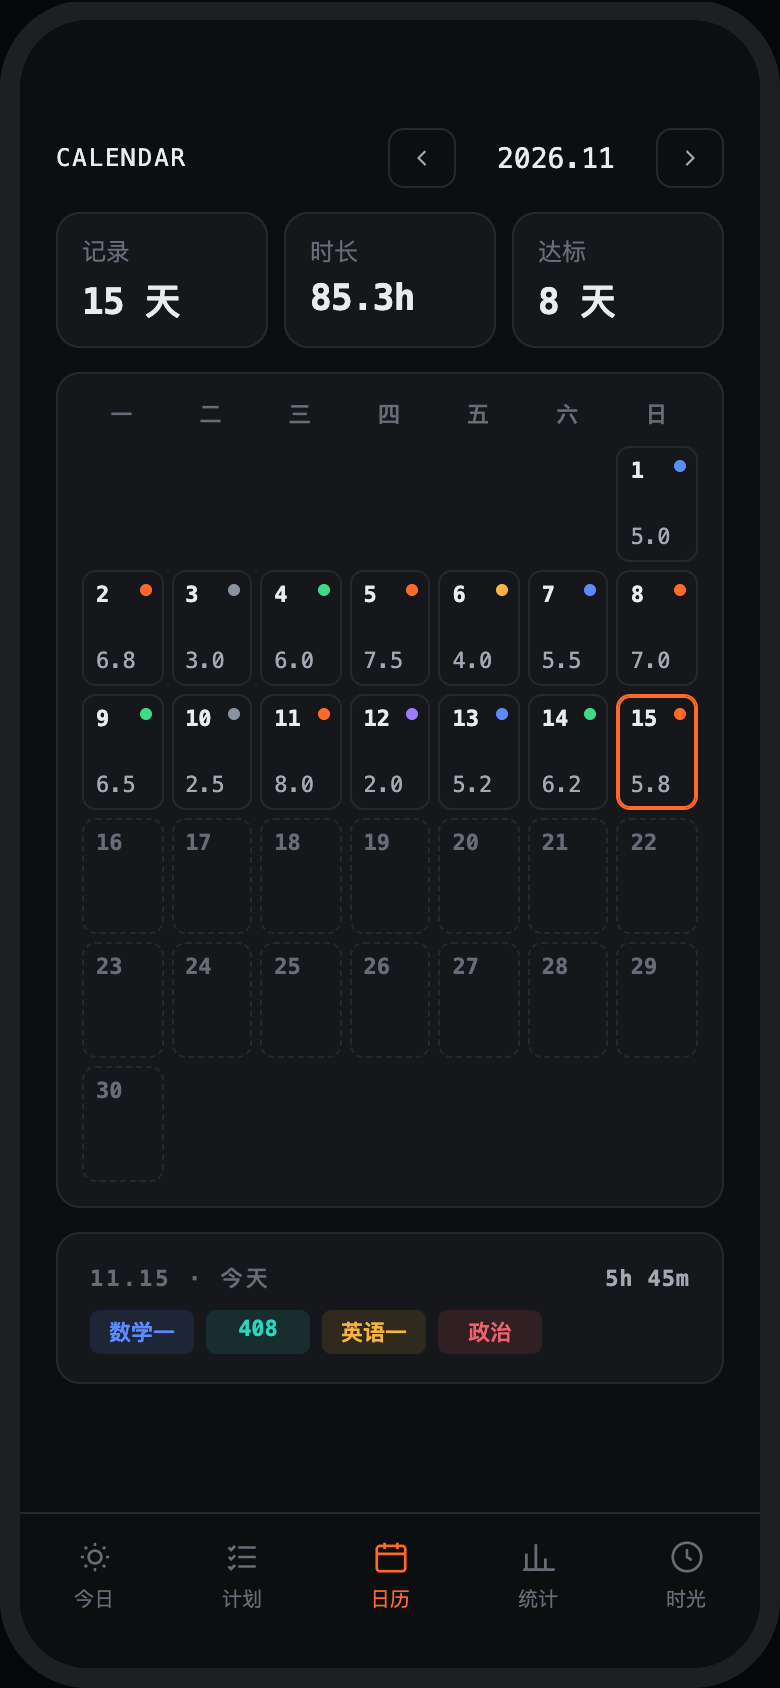 CALENDAR
2026.11
记录
15 天
时长
85.3h
达标
8 天
一 二 三 四 五 六 日
1
5.0
2 3 4 5 6 7 8
6.8 3.0 6.0 7.5 4.0 5.5 7.0
9 10 11 12 13 14 15
6.5 2.5 8.0 2.0 5.2 6.2 5.8
16 17 18 19 20 21 22
23 24 25 26 27 28 29
30
11.15 · 今天 5h 45m
数学一 408 英语一 政治
今日 计划 日历 统计 时光